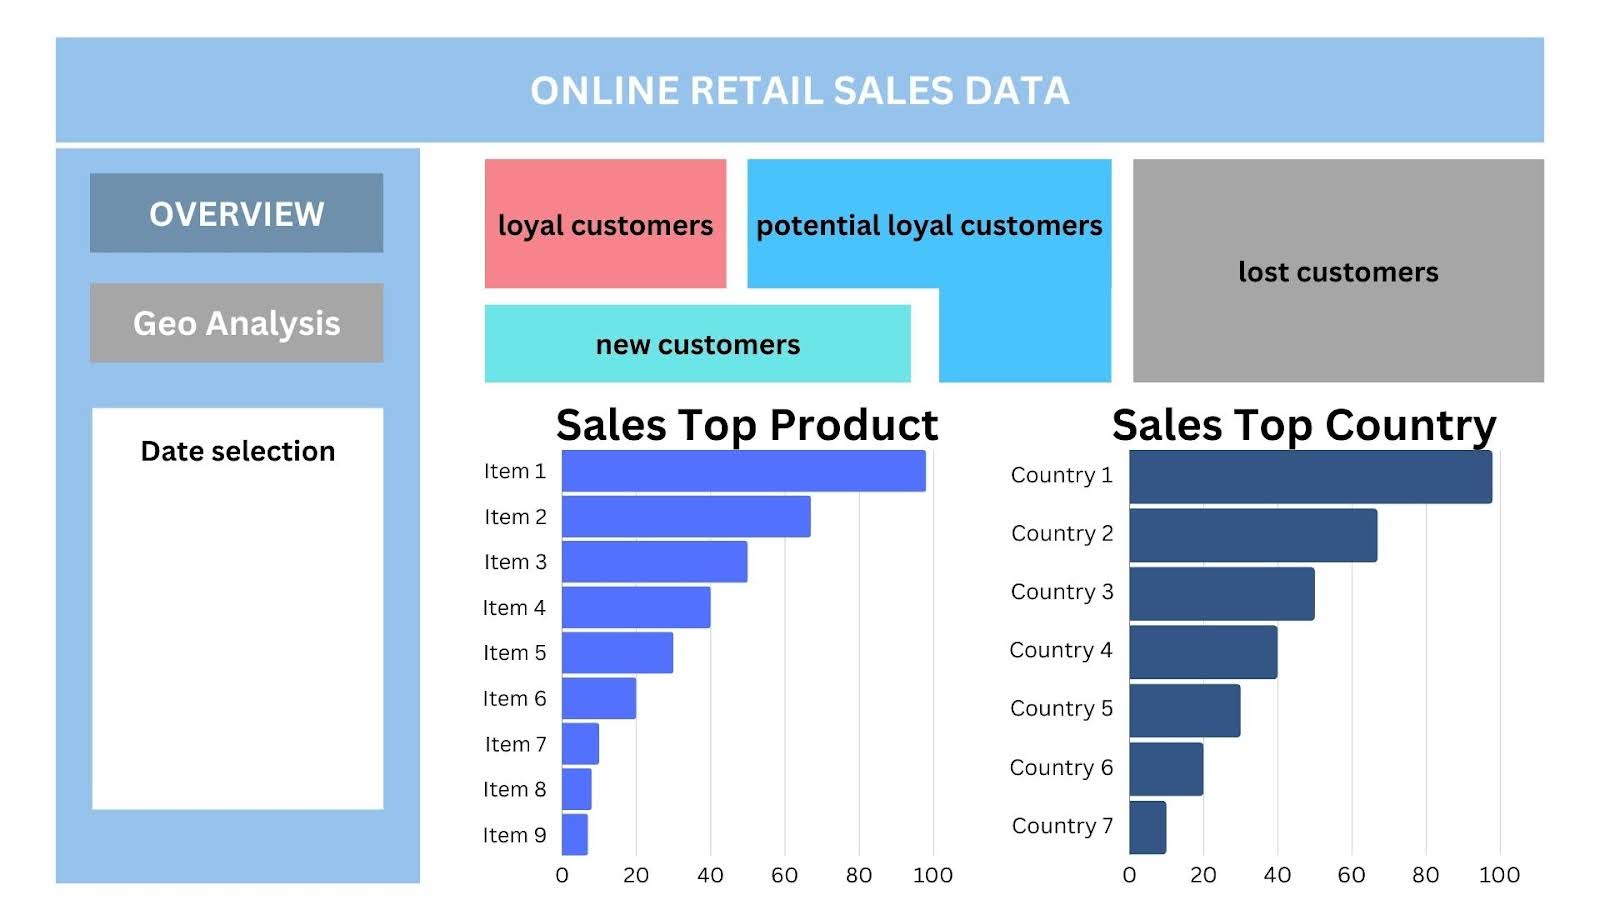 ONLINE RETAIL SALES DATA
OVERVIEW
Geo Analysis
Date selection
loyal customers
potential loyal customers
lost customers
new customers
Sales Top Product
Item 1
Item 2
Item 3
Item 4
Item 5
Item 6
Item 7
Item 8
Item 9
0 20 40 60 80 100
Sales Top Country
Country 1
Country 2
Country 3
Country 4
Country 5
Country 6
Country 7
0 20 40 60 80 100